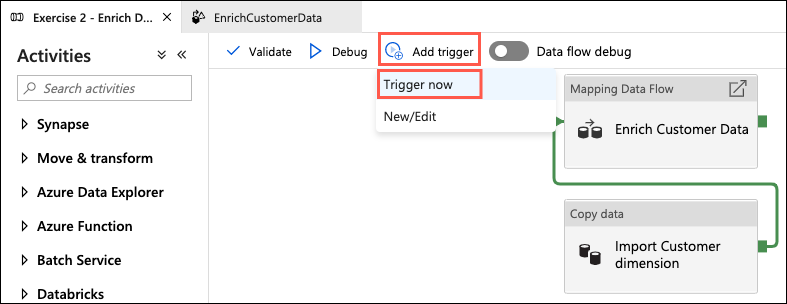 Exercise 2 - Enrich D...
EnrichCustomerData
Activities
Search activities
Synapse
Move & transform
Azure Data Explorer
Azure Function
Batch Service
Databricks
Validate
Debug
Add trigger
Data flow debug
Trigger now
New/Edit
Mapping Data Flow
Enrich Customer Data
Copy data
Import Customer
dimension